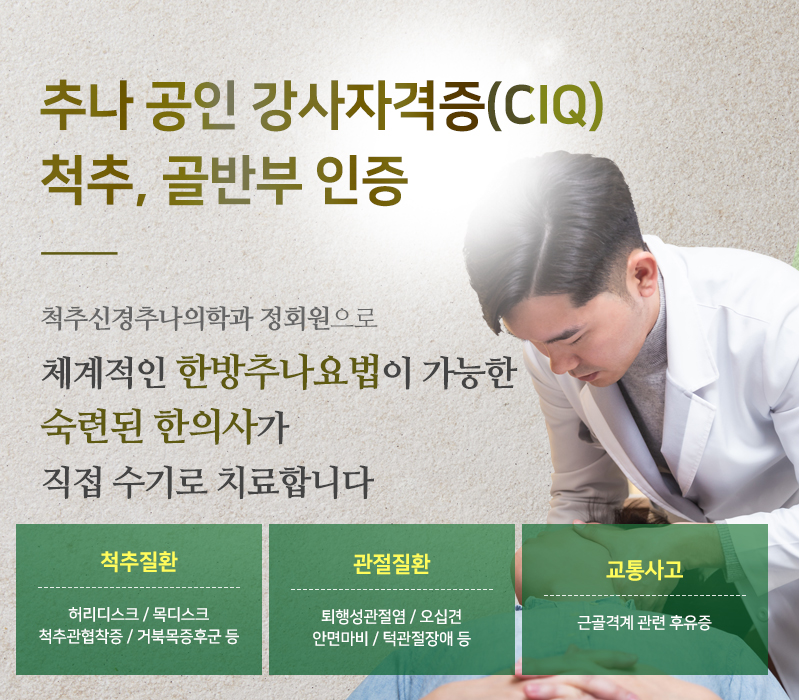 추나 공인 강사자격증(CIQ)
척추, 골반부 인증
척추신경추나의학과 정회원으로
체계적인 한방추나요법이 가능한
숙련된 한의사가
직접 수기로 치료합니다
척추질환
허리디스크 / 목디스크
척추관협착증 / 거북목증후군 등
관절질환
퇴행성관절염 / 오십견
안면마비 / 턱관절장애 등
교통사고
근골격계 관련 후유증